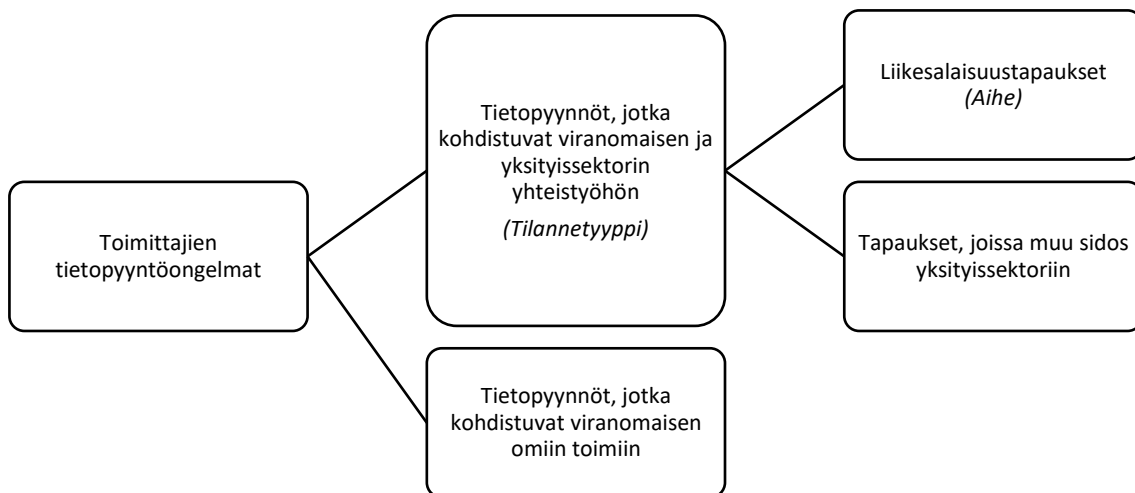 Toimittajien
tietopyyntöongelmat
Tietopyynnöt, jotka
kohdistuvat viranomaisen ja
yksityissektorin
yhteistyöhön
(Tilannetyyppi)
Tietopyynnöt, jotka
kohdistuvat viranomaisen
omiin toimiin
Liikesalaisuustapaukset
(Aihe)
Tapaukset, joissa muu sidos
yksityissektoriin